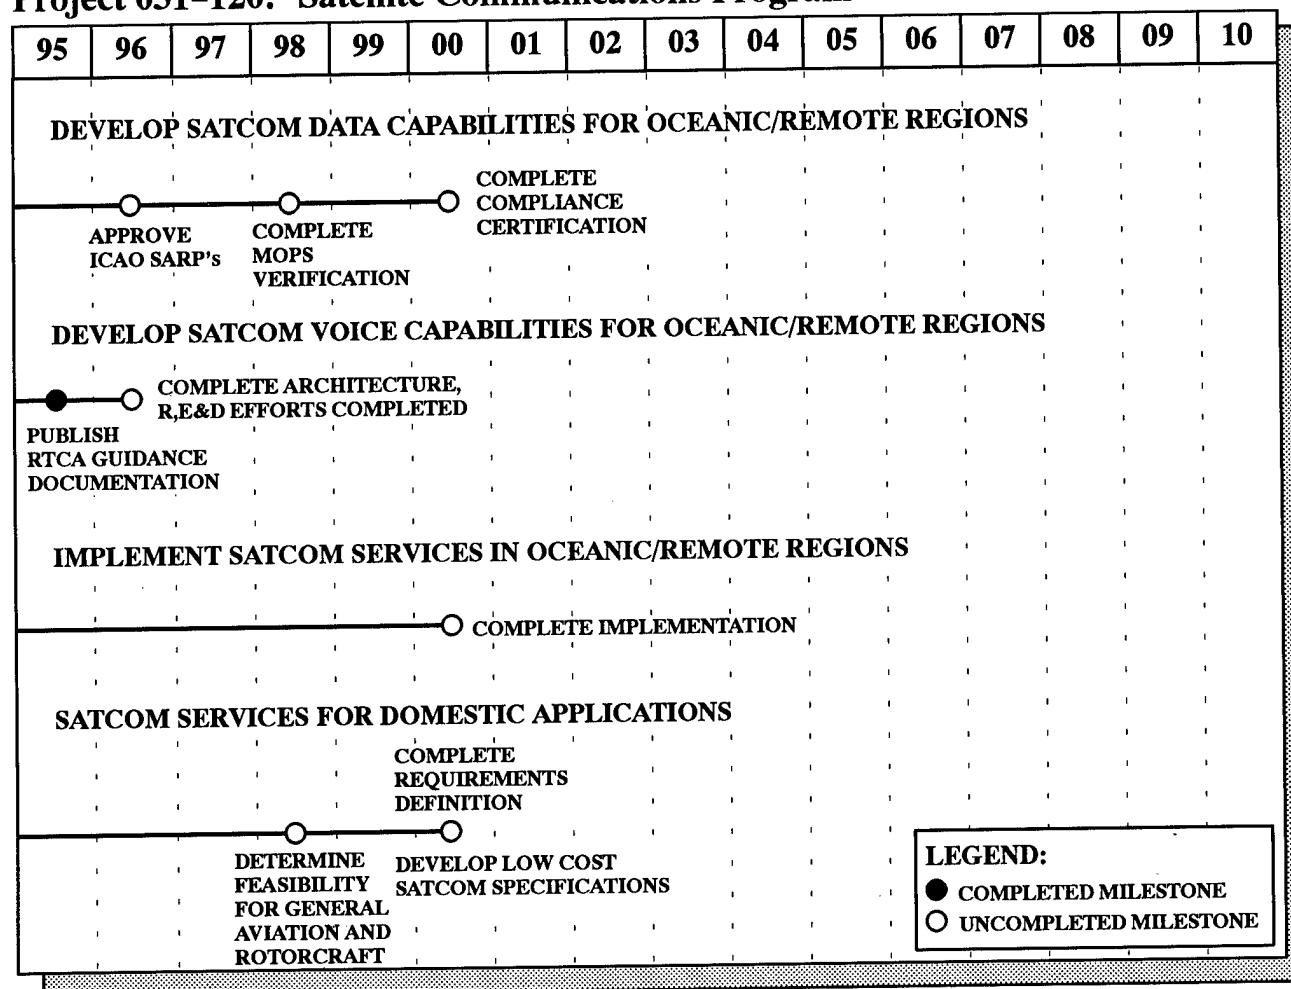 Project 031–120: Satellite Communications Program
95 96 97 98 99 00 01 02 03 04 05 06 07 08 09 10
DEVELOP SATCOM DATA CAPABILITIES FOR OCEANIC/REMOTE REGIONS
COMPLETE
COMPLIANCE
CERTIFICATION
APPROVE
ICAO SARP's
COMPLETE
MOPS
VERIFICATION
DEVELOP SATCOM VOICE CAPABILITIES FOR OCEANIC/REMOTE REGIONS
COMPLETE ARCHITECTURE,
R,E&D EFFORTS COMPLETED
PUBLISH
RTCA GUIDANCE
DOCUMENTATION
IMPLEMENT SATCOM SERVICES IN OCEANIC/REMOTE REGIONS
COMPLETE IMPLEMENTATION
SATCOM SERVICES FOR DOMESTIC APPLICATIONS
COMPLETE
REQUIREMENTS
DEFINITION
DETERMINE
FEASIBILITY
FOR GENERAL
AVIATION AND
ROTORCRAFT
DEVELOP LOW COST
SATCOM SPECIFICATIONS
LEGEND:
COMPLETED MILESTONE
UNCOMPLETED MILESTONE